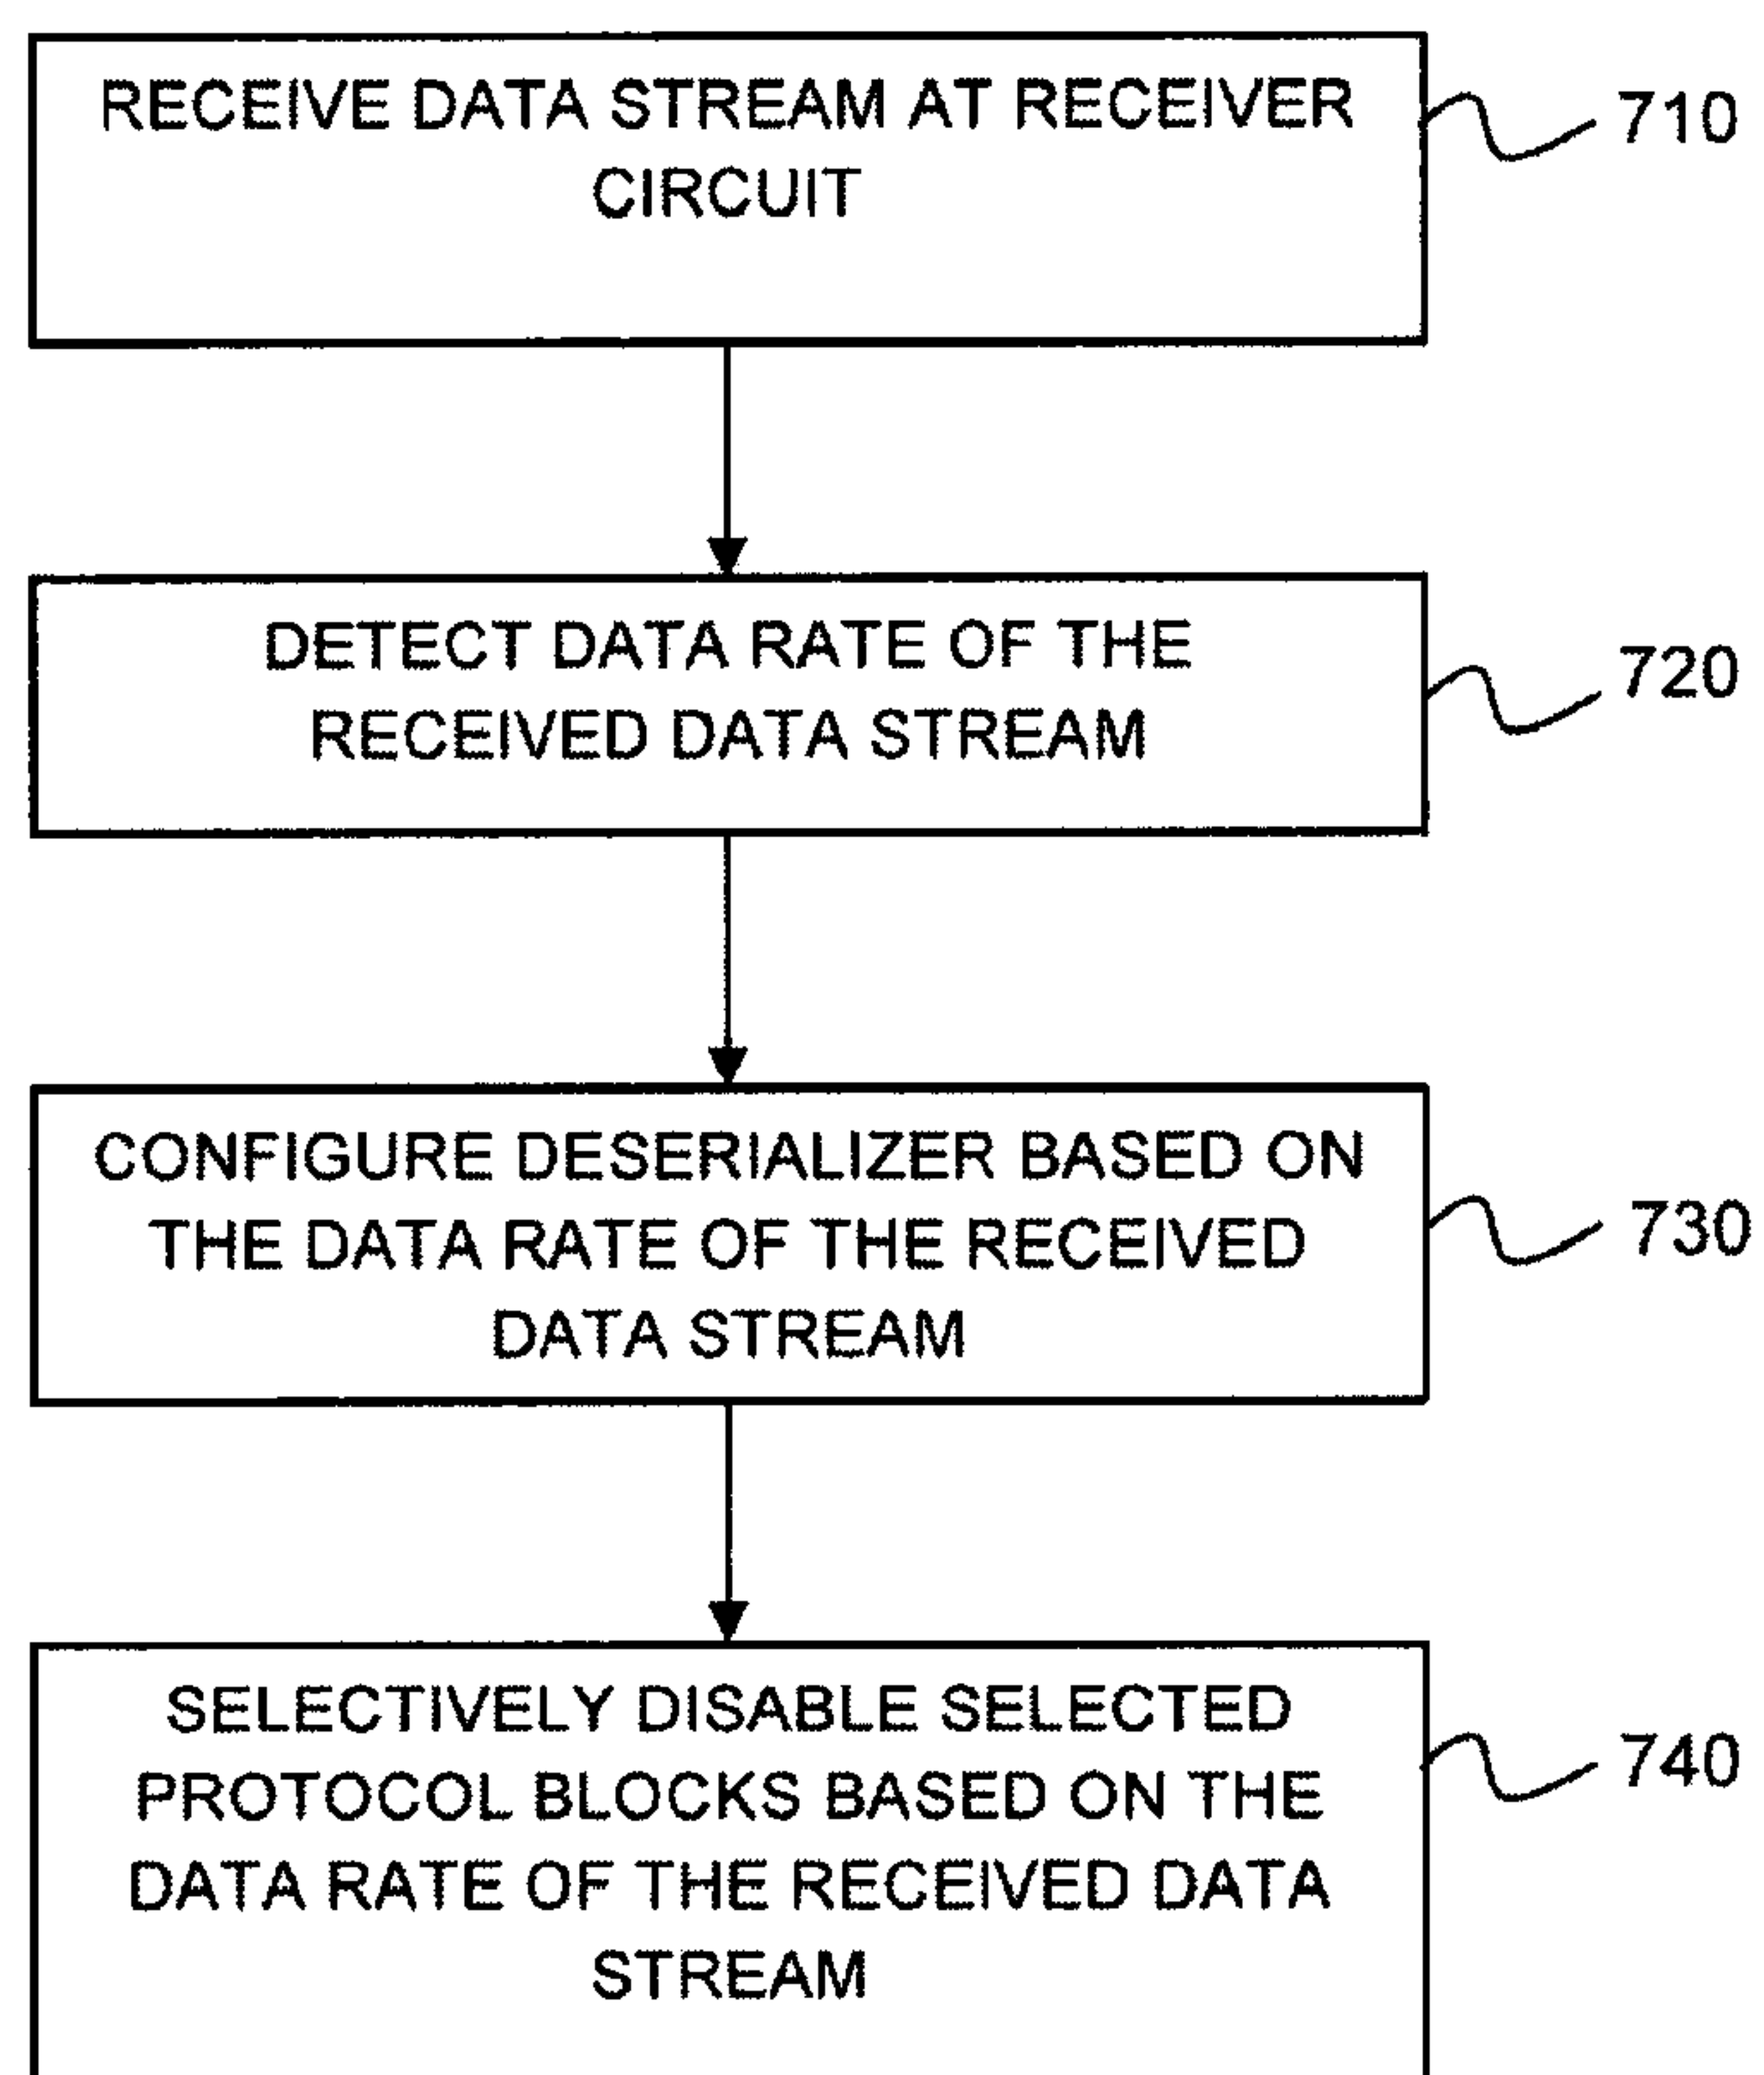 RECEIVE DATA STREAM AT RECEIVER
CIRCUIT
710
DETECT DATA RATE OF THE
RECEIVED DATA STREAM
720
CONFIGURE DESERIALIZER BASED ON
THE DATA RATE OF THE RECEIVED
DATA STREAM
730
SELECTIVELY DISABLE SELECTED
PROTOCOL BLOCKS BASED ON THE
DATA RATE OF THE RECEIVED DATA
STREAM
740